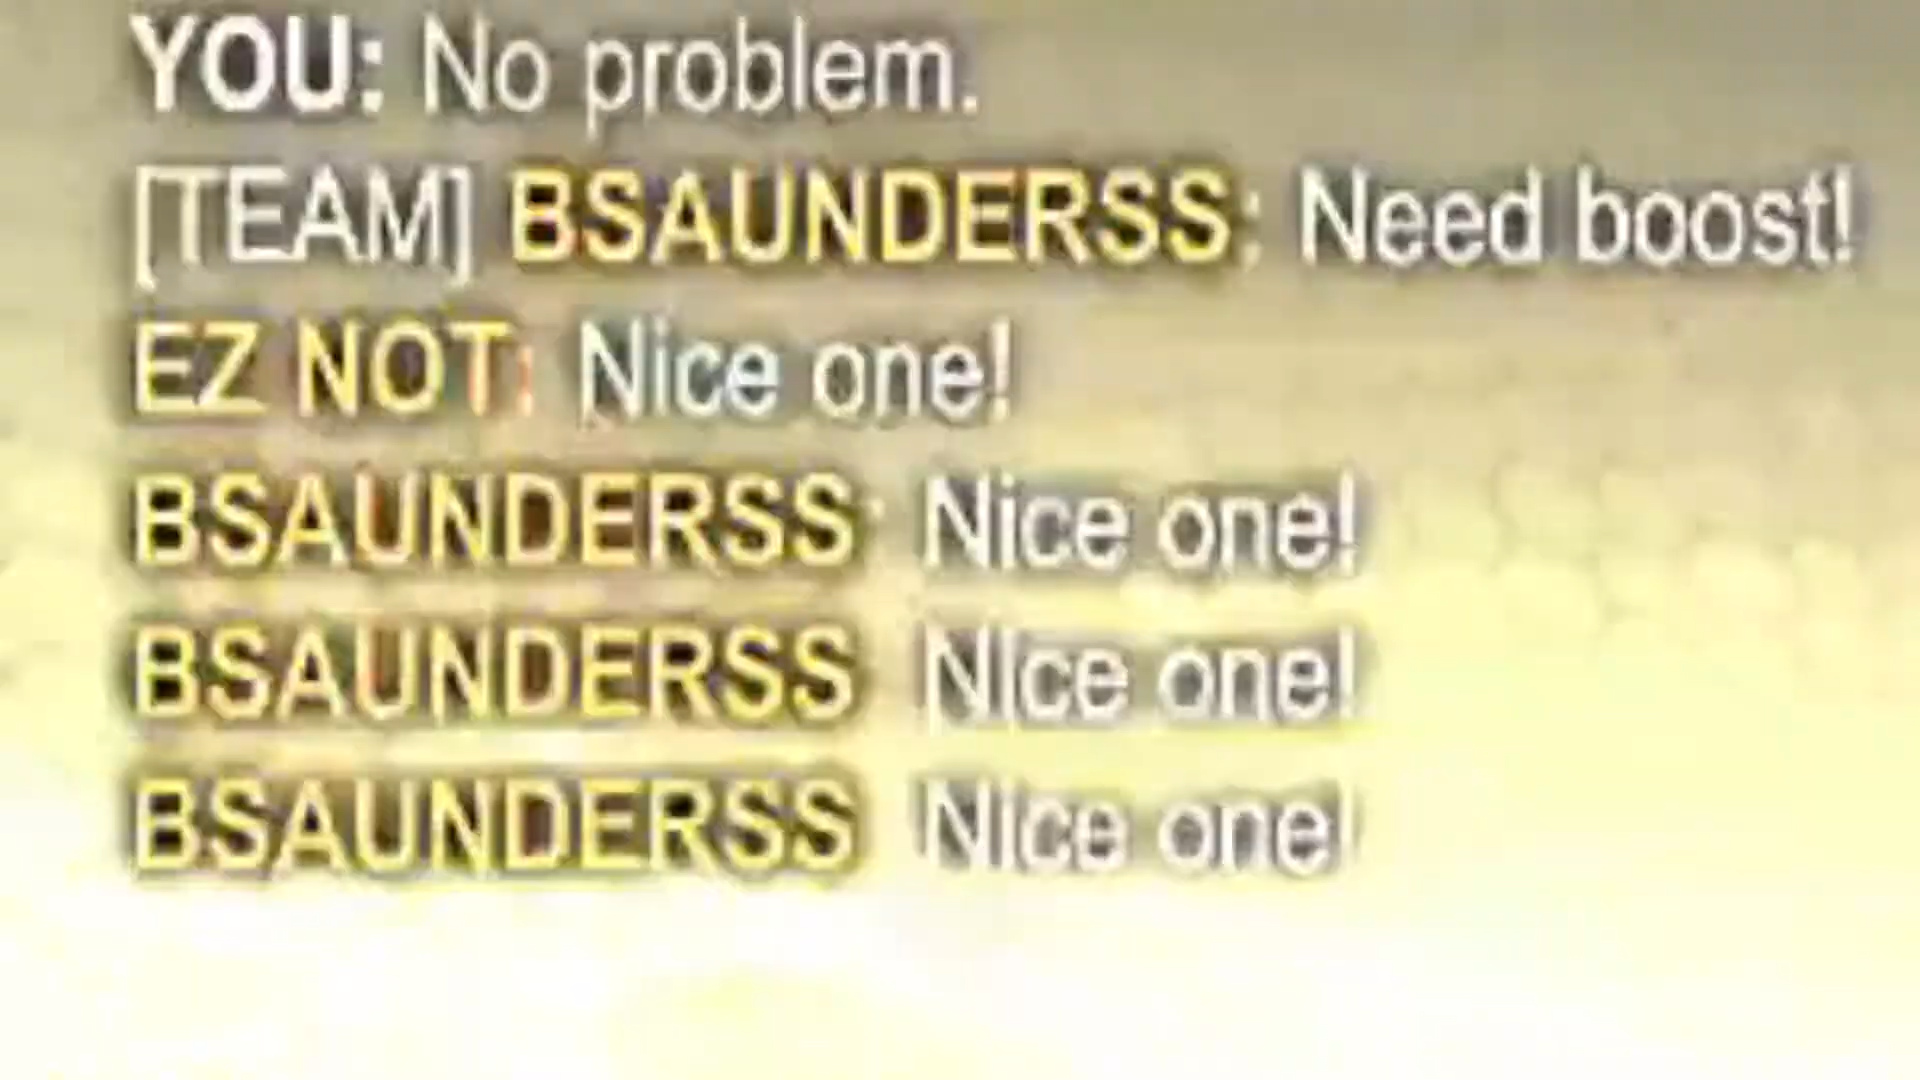 YOU: No problem.
[TEAM] BSAUNDERSS: Need boost!
EZ NOT: Nice one!
BSAUNDERSS: Nice one!
BSAUNDERSS: Nice one!
BSAUNDERSS Nice one!